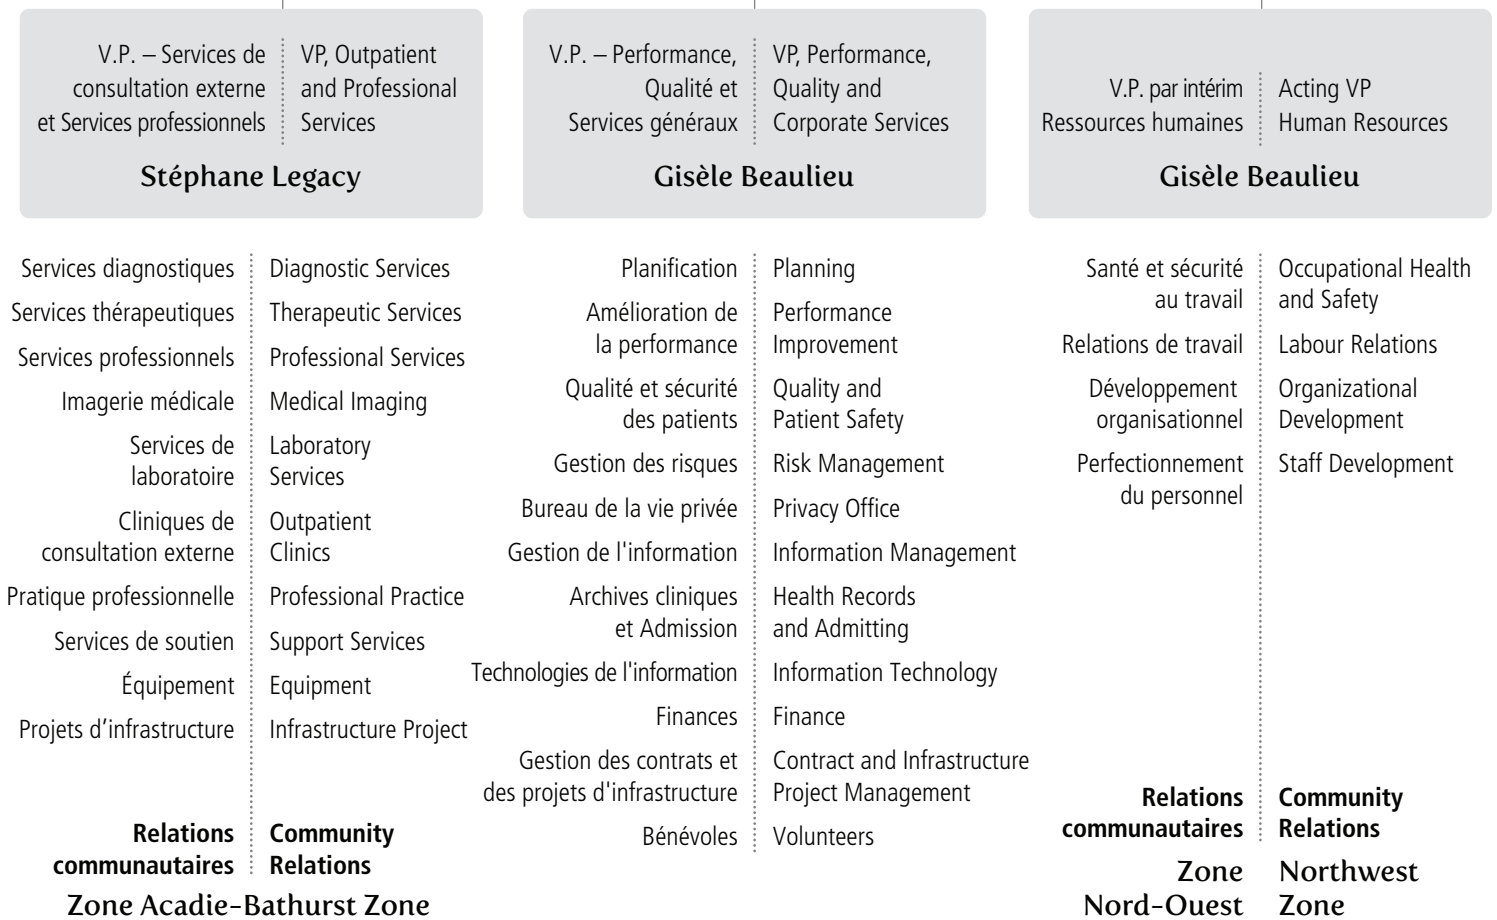 V.P. – Services de
consultation externe
et Services professionnels
VP, Outpatient
and Professional
Services
Stéphane Legacy
Services diagnostiques
Diagnostic Services
Services thérapeutiques
Therapeutic Services
Services professionnels
Professional Services
Imagerie médicale
Medical Imaging
Services de
laboratoire
Laboratory
Services
Cliniques de
consultation externe
Outpatient
Clinics
Pratique professionnelle
Professional Practice
Services de soutien
Support Services
Équipement
Equipment
Projets d’infrastructure
Infrastructure Project
Relations
communautaires
Community
Relations
Zone Acadie-Bathurst Zone
V.P. – Performance,
Qualité et
Services généraux
VP, Performance,
Quality and
Corporate Services
Gisèle Beaulieu
Planification
Planning
Amélioration de
la performance
Performance
Improvement
Qualité et sécurité
des patients
Quality and
Patient Safety
Gestion des risques
Risk Management
Bureau de la vie privée
Privacy Office
Gestion de l'information
Information Management
Archives cliniques
et Admission
Health Records
and Admitting
Technologies de l'information
Information Technology
Finances
Finance
Gestion des contrats et
des projets d'infrastructure
Contract and Infrastructure
Project Management
Bénévoles
Volunteers
V.P. par intérim
Ressources humaines
Acting VP
Human Resources
Gisèle Beaulieu
Santé et sécurité
au travail
Occupational Health
and Safety
Relations de travail
Labour Relations
Développement
organisationnel
Organizational
Development
Perfectionnement
du personnel
Staff Development
Relations
communautaires
Community
Relations
Zone
Nord-Ouest
Northwest
Zone